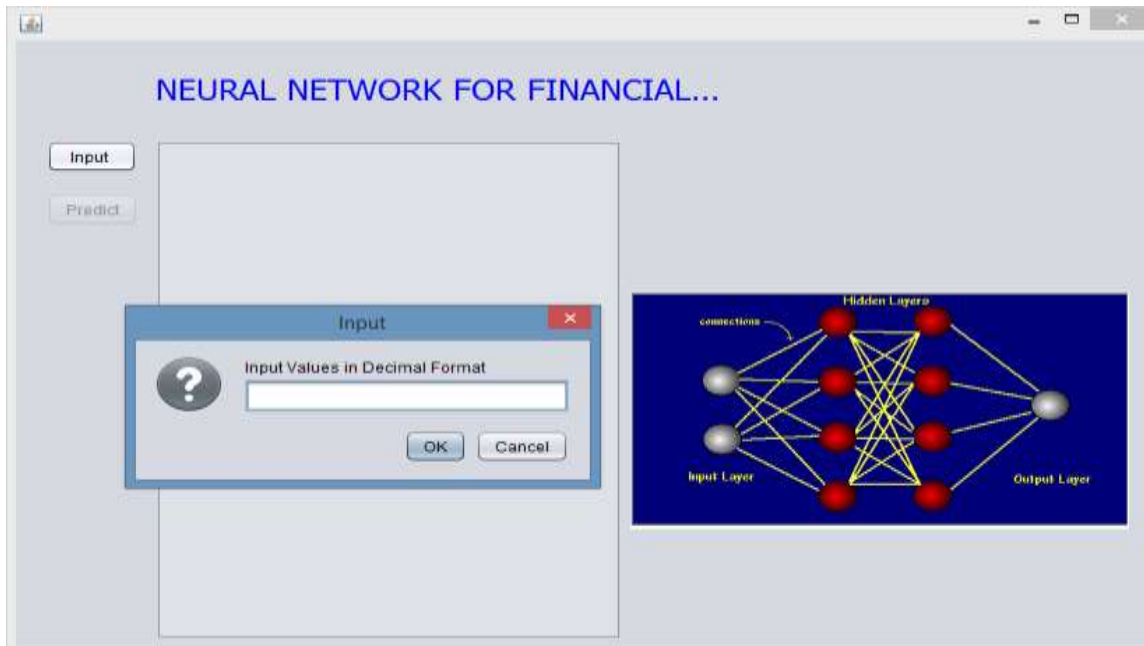 NEURAL NETWORK FOR FINANCIAL...
Input
Predict
Input
Input Values in Decimal Format
OK
Cancel
Hidden Layers
connections
Input Layer
Output Layer